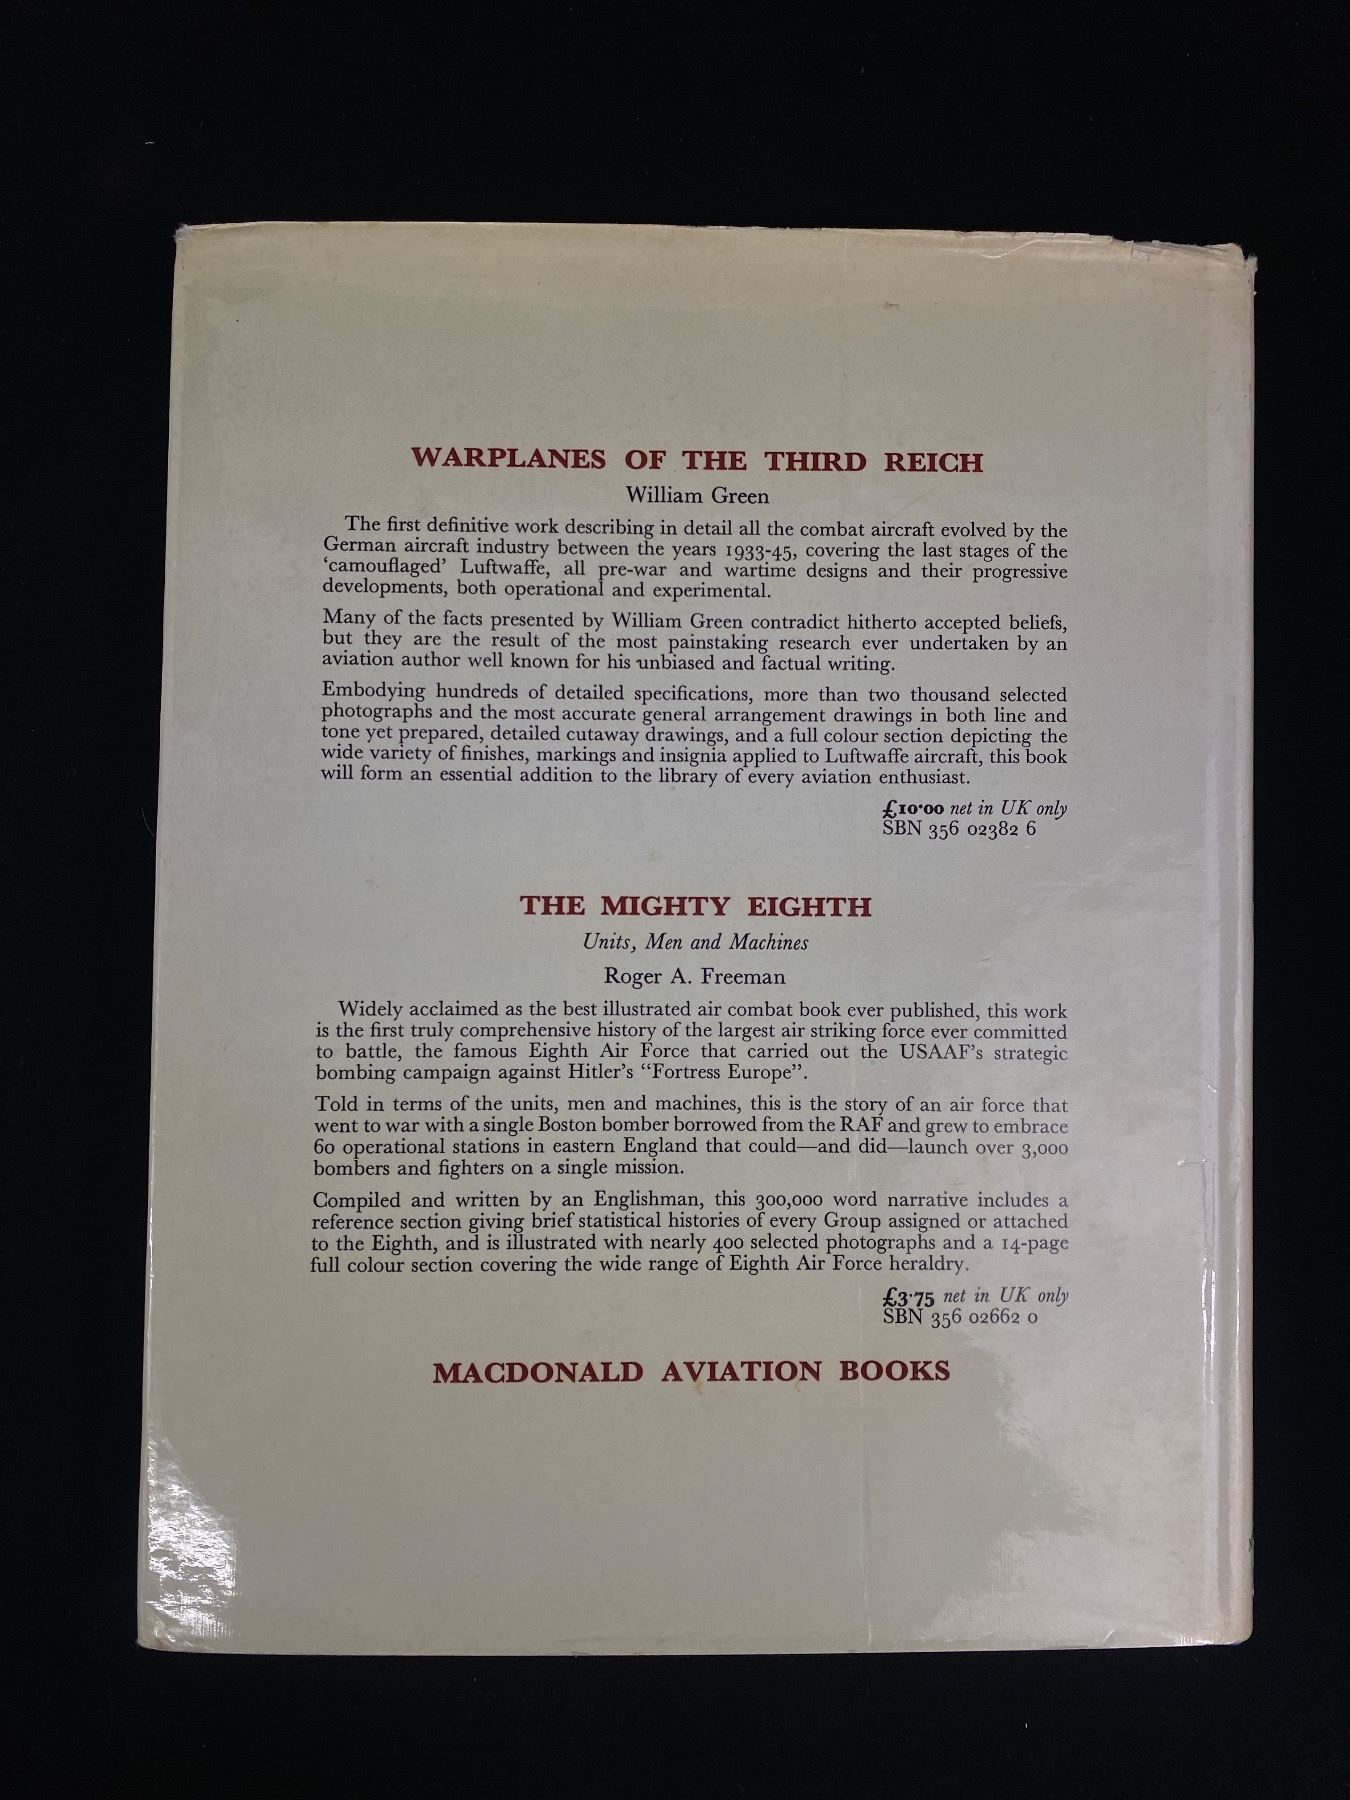 WARPLANES OF THE THIRD REICH
William Green
The first definitive work describing in detail all the combat aircraft evolved by the
German aircraft industry between the years 1933-45, covering the last stages of the
‘camouflaged’ Luftwaffe, all pre-war and wartime designs and their progressive
developments, both operational and experimental.
Many of the facts presented by William Green contradict hitherto accepted beliefs,
but they are the result of the most painstaking research ever undertaken by an
aviation author well known for his unbiased and factual writing.
Embodying hundreds of detailed specifications, more than two thousand selected
photographs and the most accurate general arrangement drawings in both line and
tone yet prepared, detailed cutaway drawings, and a full colour section depicting the
wide variety of finishes, markings and insignia applied to Luftwaffe aircraft, this book
will form an essential addition to the library of every aviation enthusiast.
£10·00 net in UK only
SBN 356 02382 6
THE MIGHTY EIGHTH
Units, Men and Machines
Roger A. Freeman
Widely acclaimed as the best illustrated air combat book ever published, this work
is the first truly comprehensive history of the largest air striking force ever committed
to battle, the famous Eighth Air Force that carried out the USAAF’s strategic
bombing campaign against Hitler’s “Fortress Europe”.
Told in terms of the units, men and machines, this is the story of an air force that
went to war with a single Boston bomber borrowed from the RAF and grew to embrace
60 operational stations in eastern England that could—and did—launch over 3,000
bombers and fighters on a single mission.
Compiled and written by an Englishman, this 300,000 word narrative includes a
reference section giving brief statistical histories of every Group assigned or attached
to the Eighth, and is illustrated with nearly 400 selected photographs and a 14-page
full colour section covering the wide range of Eighth Air Force heraldry.
£3·75 net in UK only
SBN 356 02662 0
MACDONALD AVIATION BOOKS